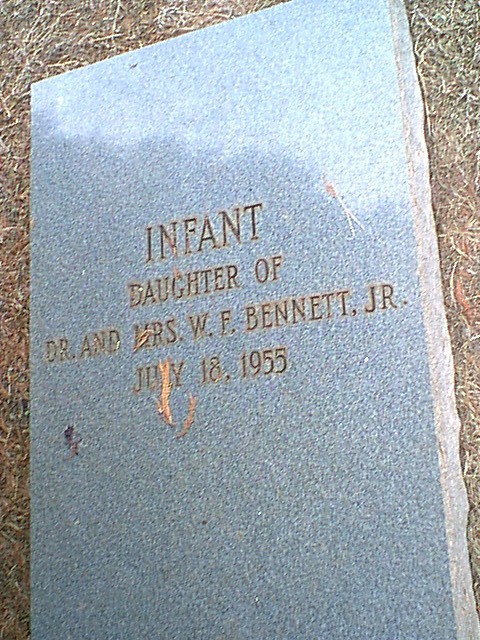 INFANT
DAUGHTER OF
DR. AND MRS. W. F. BENNETT, JR.
JULY 18, 1955